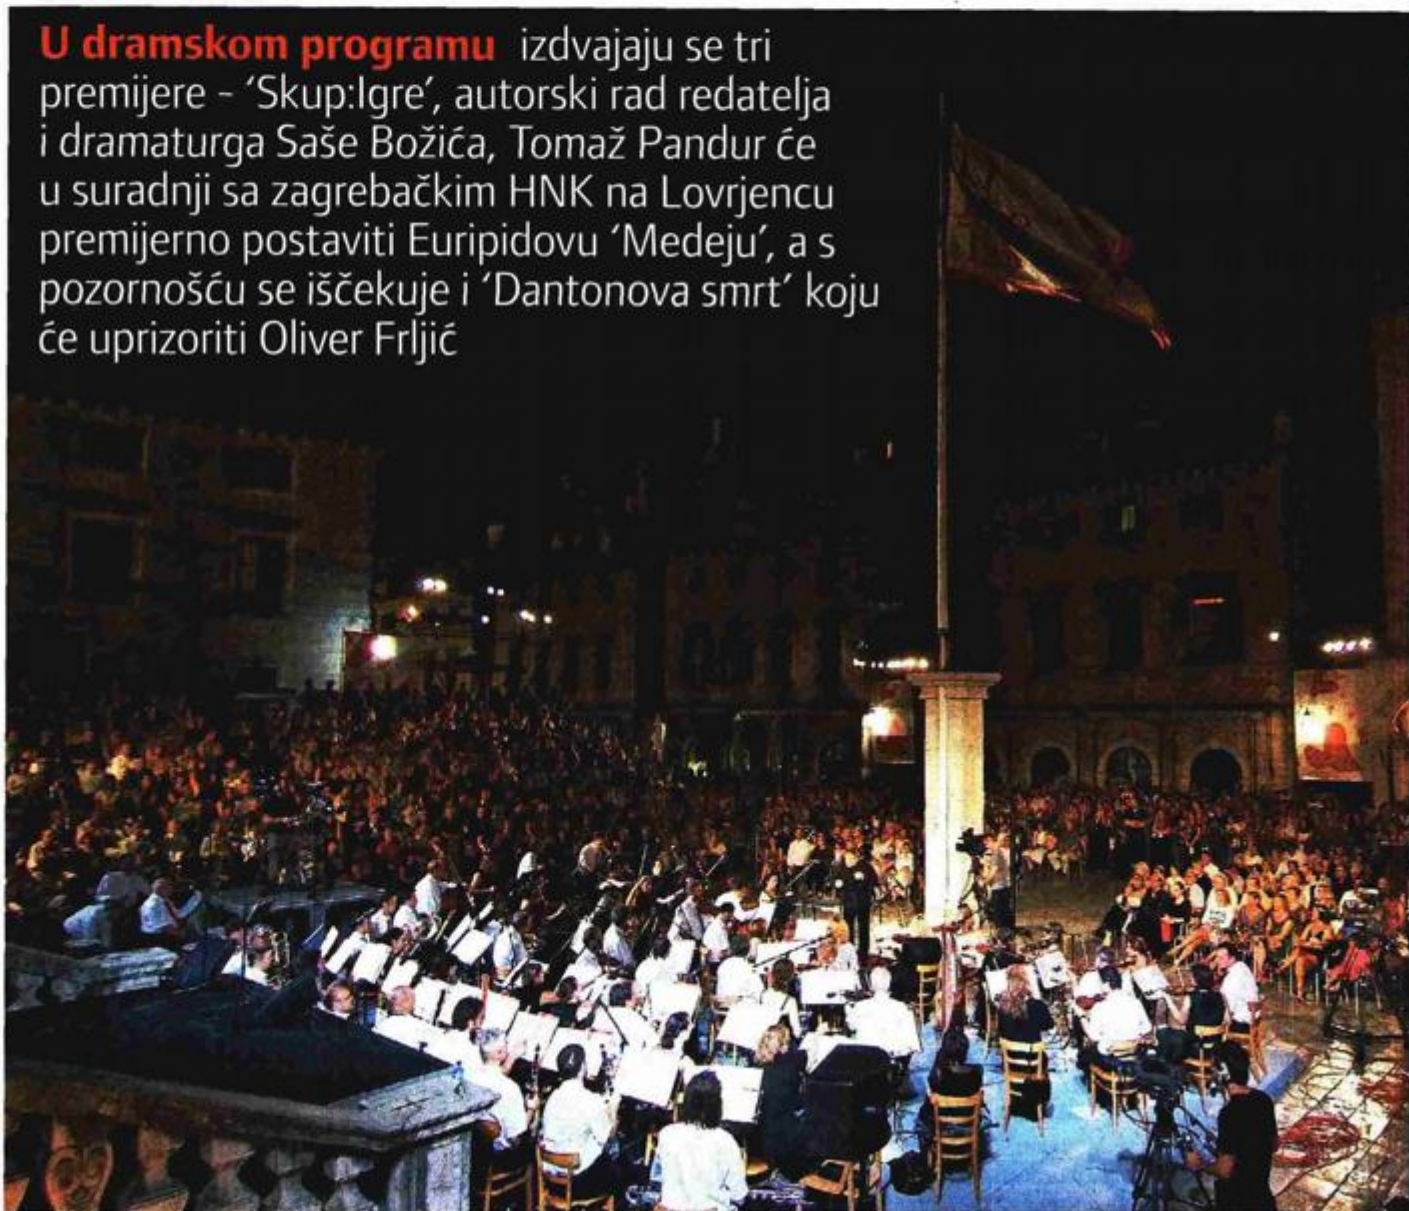 U dramskom programu izdvajaju se tri
premijere - ‘Skup:Igre’, autorski rad redatelja
i dramaturga Saše Božića, Tomaž Pandur će
u suradnji sa zagrebačkim HNK na Lovrjencu
premijerno postaviti Euripidovu ‘Medeju’, a s
pozornošću se iščekuje i ‘Dantonova smrt’ koju
će uprizoriti Oliver Frljić